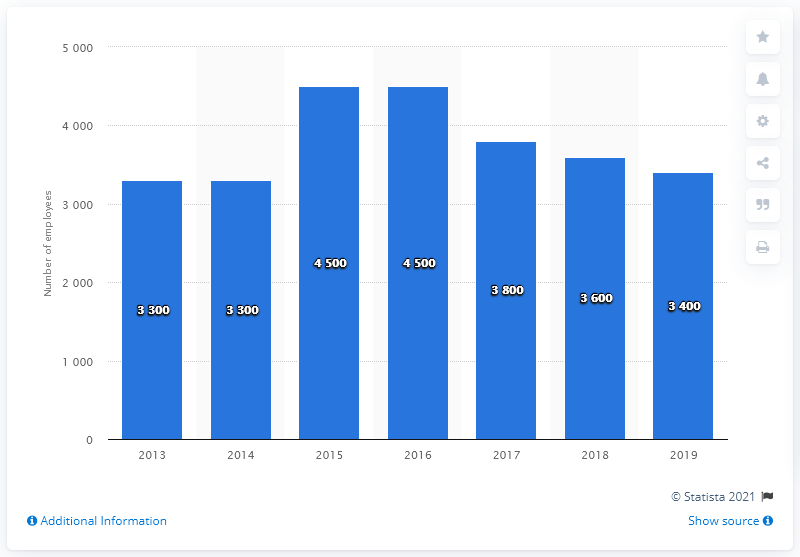 5 000
4 000
3 000
2 000
1 000
0
Number of employees
3 300
3 300
4 500
4 500
3 800
3 600
3 400
2013 2014 2015 2016 2017 2018 2019
© Statista 2021
Additional Information
Show source